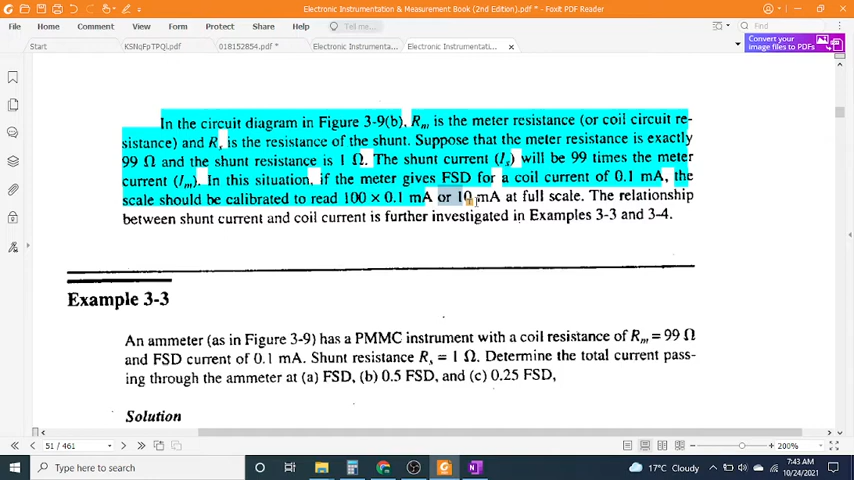 Electronic Instrumentation & Measurement Book (2nd Edition).pdf * - Foxit PDF Reader
File Home Comment View Form Protect Share Help Tell me... Find
Start KSNqFpTPQl.pdf 018152854.pdf * Electronic Instrumenta... Electronic Instrumentati...
Convert your
image files to PDFs
In the circuit diagram in Figure 3-9(b), Rm is the meter resistance (or coil circuit re-
sistance) and Rs is the resistance of the shunt. Suppose that the meter resistance is exactly
99 Ω and the shunt resistance is 1 Ω. The shunt current (Is) will be 99 times the meter
current (Im). In this situation, if the meter gives FSD for a coil current of 0.1 mA, the
scale should be calibrated to read 100 × 0.1 mA or 10 mA at full scale. The relationship
between shunt current and coil current is further investigated in Examples 3-3 and 3-4.
Example 3-3
An ammeter (as in Figure 3-9) has a PMMC instrument with a coil resistance of Rm = 99 Ω
and FSD current of 0.1 mA. Shunt resistance Rs = 1 Ω. Determine the total current pass-
ing through the ammeter at (a) FSD, (b) 0.5 FSD, and (c) 0.25 FSD,
Solution
51 / 461 200%
Type here to search 17°C Cloudy 7:43 AM
10/24/2021